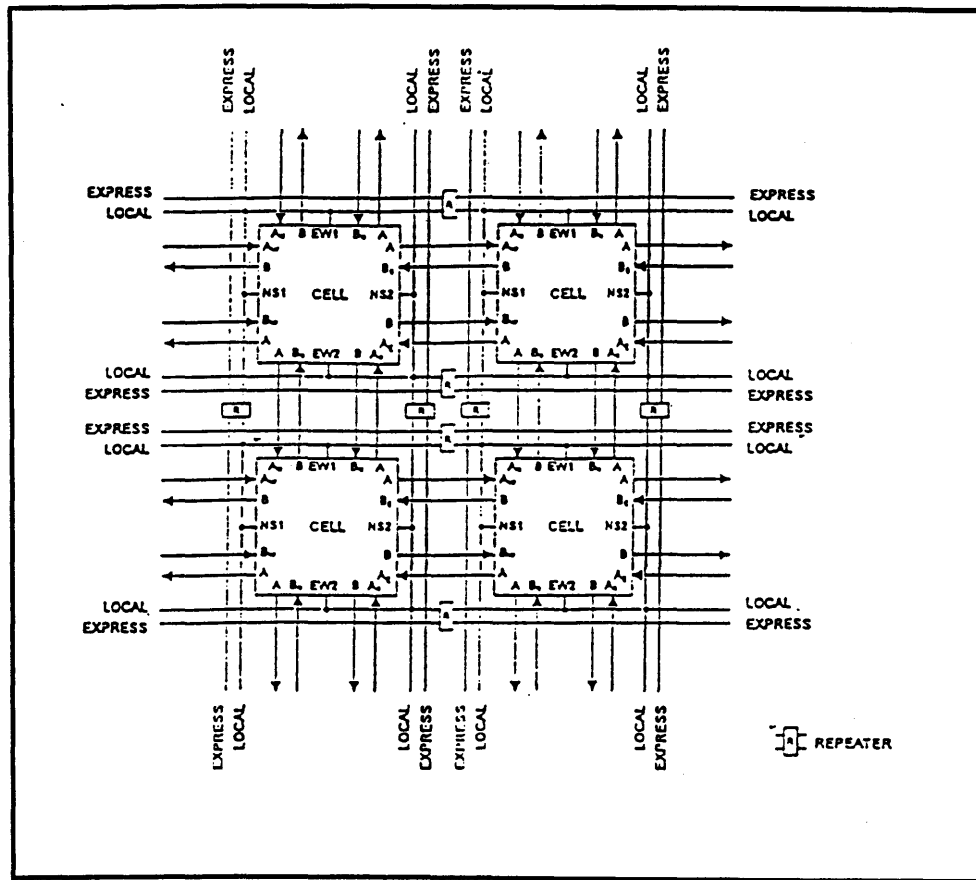 EXPRESS LOCAL LOCAL EXPRESS EXPRESS LOCAL LOCAL EXPRESS
EXPRESS R EXPRESS
LOCAL LOCAL
A B EW1 B A A B EW1 B A
A A A A
B B B B
NS1 CELL NS2 NS1 CELL NS2
B B B B
A A A A
A B EW2 B A A B EW2 B A
LOCAL R LOCAL
EXPRESS EXPRESS
R R R R
EXPRESS R EXPRESS
LOCAL LOCAL
A B EW1 B A A B EW1 B A
A A A A
B B B B
NS1 CELL NS2 NS1 CELL NS2
B B B B
A A A A
A B EW2 B A A B EW2 B A
LOCAL R LOCAL
EXPRESS EXPRESS
EXPRESS LOCAL LOCAL EXPRESS EXPRESS LOCAL LOCAL EXPRESS
R REPEATER